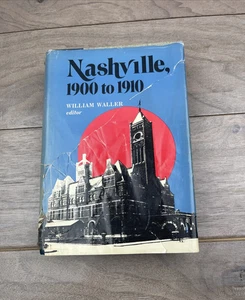 Nashville,
1900 to 1910
WILLIAM WALLER
editor